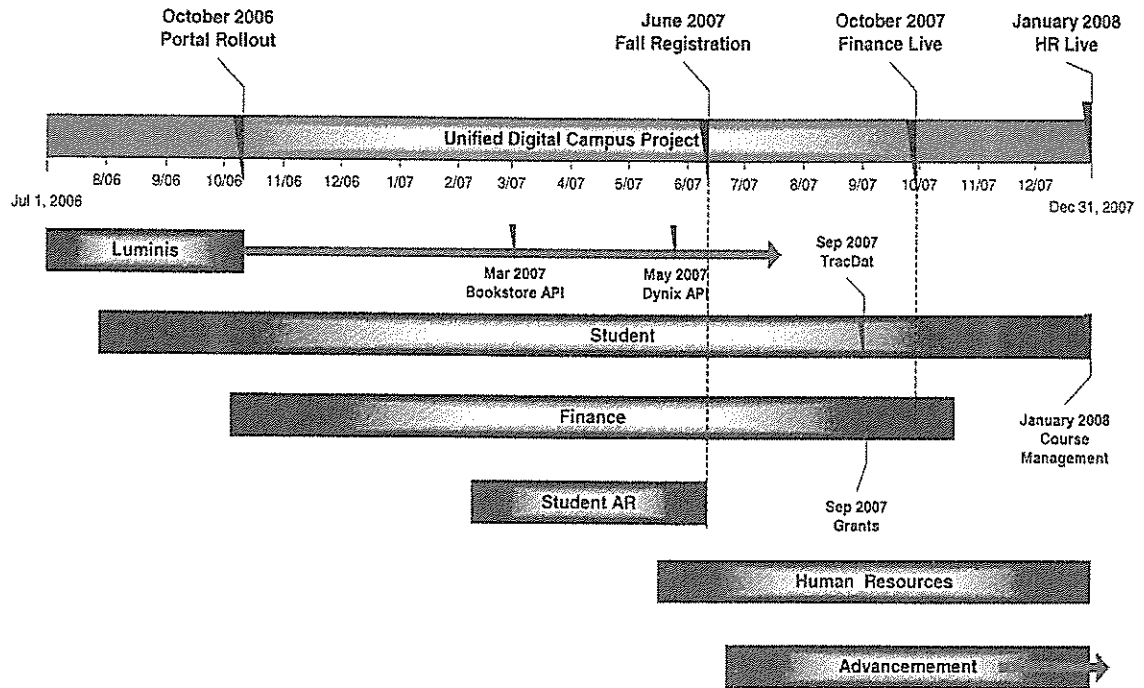 October 2006
Portal Rollout
June 2007
Fall Registration
October 2007
Finance Live
January 2008
HR Live
Unified Digital Campus Project
8/06 9/06 10/06 11/06 12/06 1/07 2/07 3/07 4/07 5/07 6/07 7/07 8/07 9/07 10/07 11/07 12/07
Jul 1, 2006
Dec 31, 2007
Luminis
Mar 2007
Bookstore API
May 2007
Dynix API
Sep 2007
TracDat
Student
Finance
January 2008
Course
Management
Student AR
Sep 2007
Grants
Human Resources
Advancemement